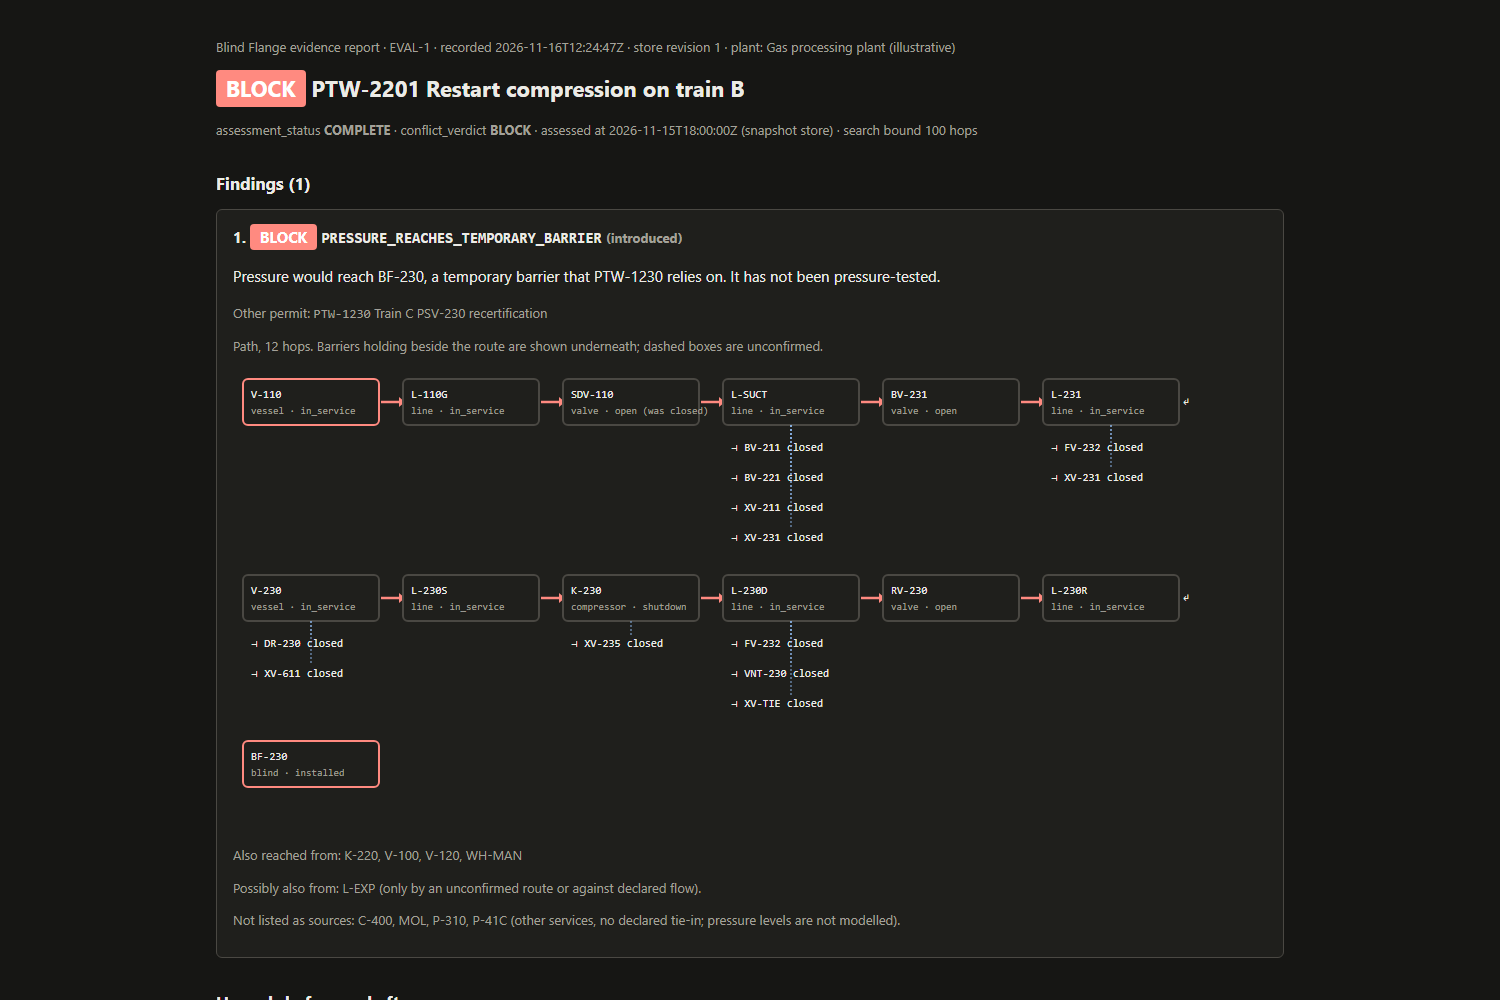 Blind Flange evidence report · EVAL-1 · recorded 2026-11-16T12:24:47Z · store revision 1 · plant: Gas processing plant (illustrative)
BLOCK PTW-2201 Restart compression on train B
assessment_status COMPLETE · conflict_verdict BLOCK · assessed at 2026-11-15T18:00:00Z (snapshot store) · search bound 100 hops
Findings (1)
1. BLOCK PRESSURE_REACHES_TEMPORARY_BARRIER (introduced)
Pressure would reach BF-230, a temporary barrier that PTW-1230 relies on. It has not been pressure-tested.
Other permit: PTW-1230 Train C PSV-230 recertification
Path, 12 hops. Barriers holding beside the route are shown underneath; dashed boxes are unconfirmed.
V-110 L-110G SDV-110 L-SUCT BV-231 L-231
vessel · in_service line · in_service valve · open (was closed) line · in_service valve · open line · in_service ↲
⊣ BV-211 closed ⊣ FV-232 closed
⊣ BV-221 closed ⊣ XV-231 closed
⊣ XV-211 closed
⊣ XV-231 closed
V-230 L-230S K-230 L-230D RV-230 L-230R
vessel · in_service line · in_service compressor · shutdown line · in_service valve · open line · in_service ↲
⊣ DR-230 closed ⊣ XV-235 closed ⊣ FV-232 closed
⊣ XV-611 closed ⊣ VNT-230 closed
⊣ XV-TIE closed
BF-230
blind · installed
Also reached from: K-220, V-100, V-120, WH-MAN
Possibly also from: L-EXP (only by an unconfirmed route or against declared flow).
Not listed as sources: C-400, MOL, P-310, P-41C (other services, no declared tie-in; pressure levels are not modelled).